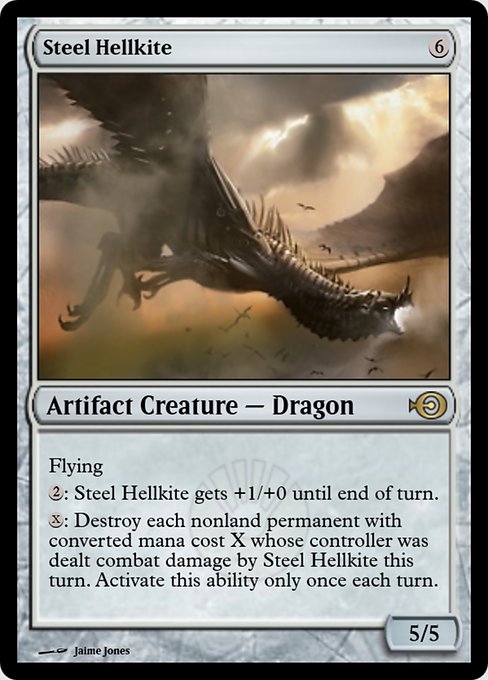 Steel Hellkite 6
Artifact Creature — Dragon
Flying
2: Steel Hellkite gets +1/+0 until end of turn.
X: Destroy each nonland permanent with
converted mana cost X whose controller was
dealt combat damage by Steel Hellkite this
turn. Activate this ability only once each turn.
5/5
Jaime Jones